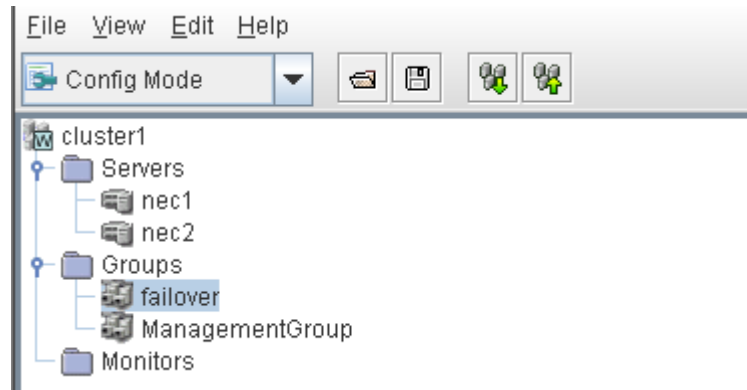 File View Edit Help
Config Mode
cluster1
Servers
nec1
nec2
Groups
failover
ManagementGroup
Monitors